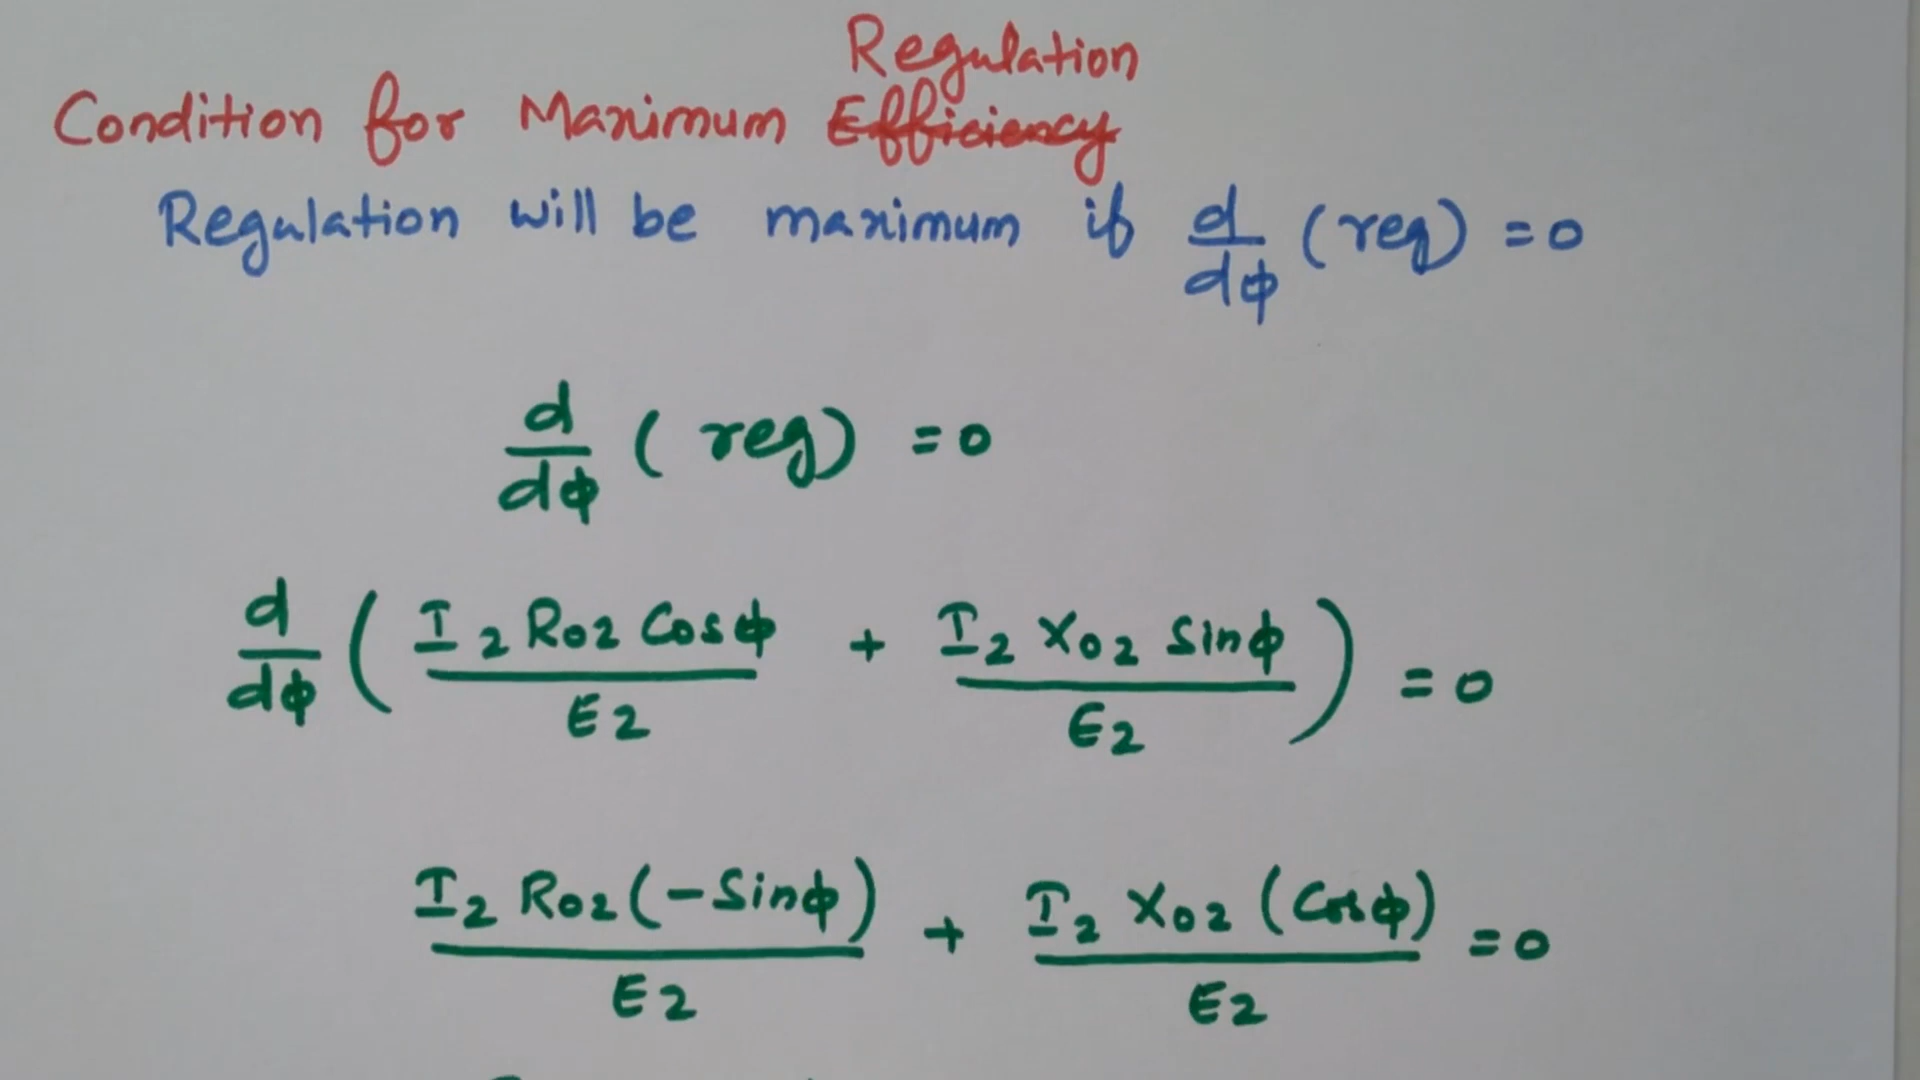 Condition for Maximum ~~Efficiency~~ Regulation
Regulation will be maximum if d/dφ (reg) = 0
d/dφ (reg) = 0
d/dφ ( I2 R02 Cosφ / E2 + I2 X02 Sinφ / E2 ) = 0
I2 R02 (-Sinφ) / E2 + I2 X02 (Cosφ) / E2 = 0